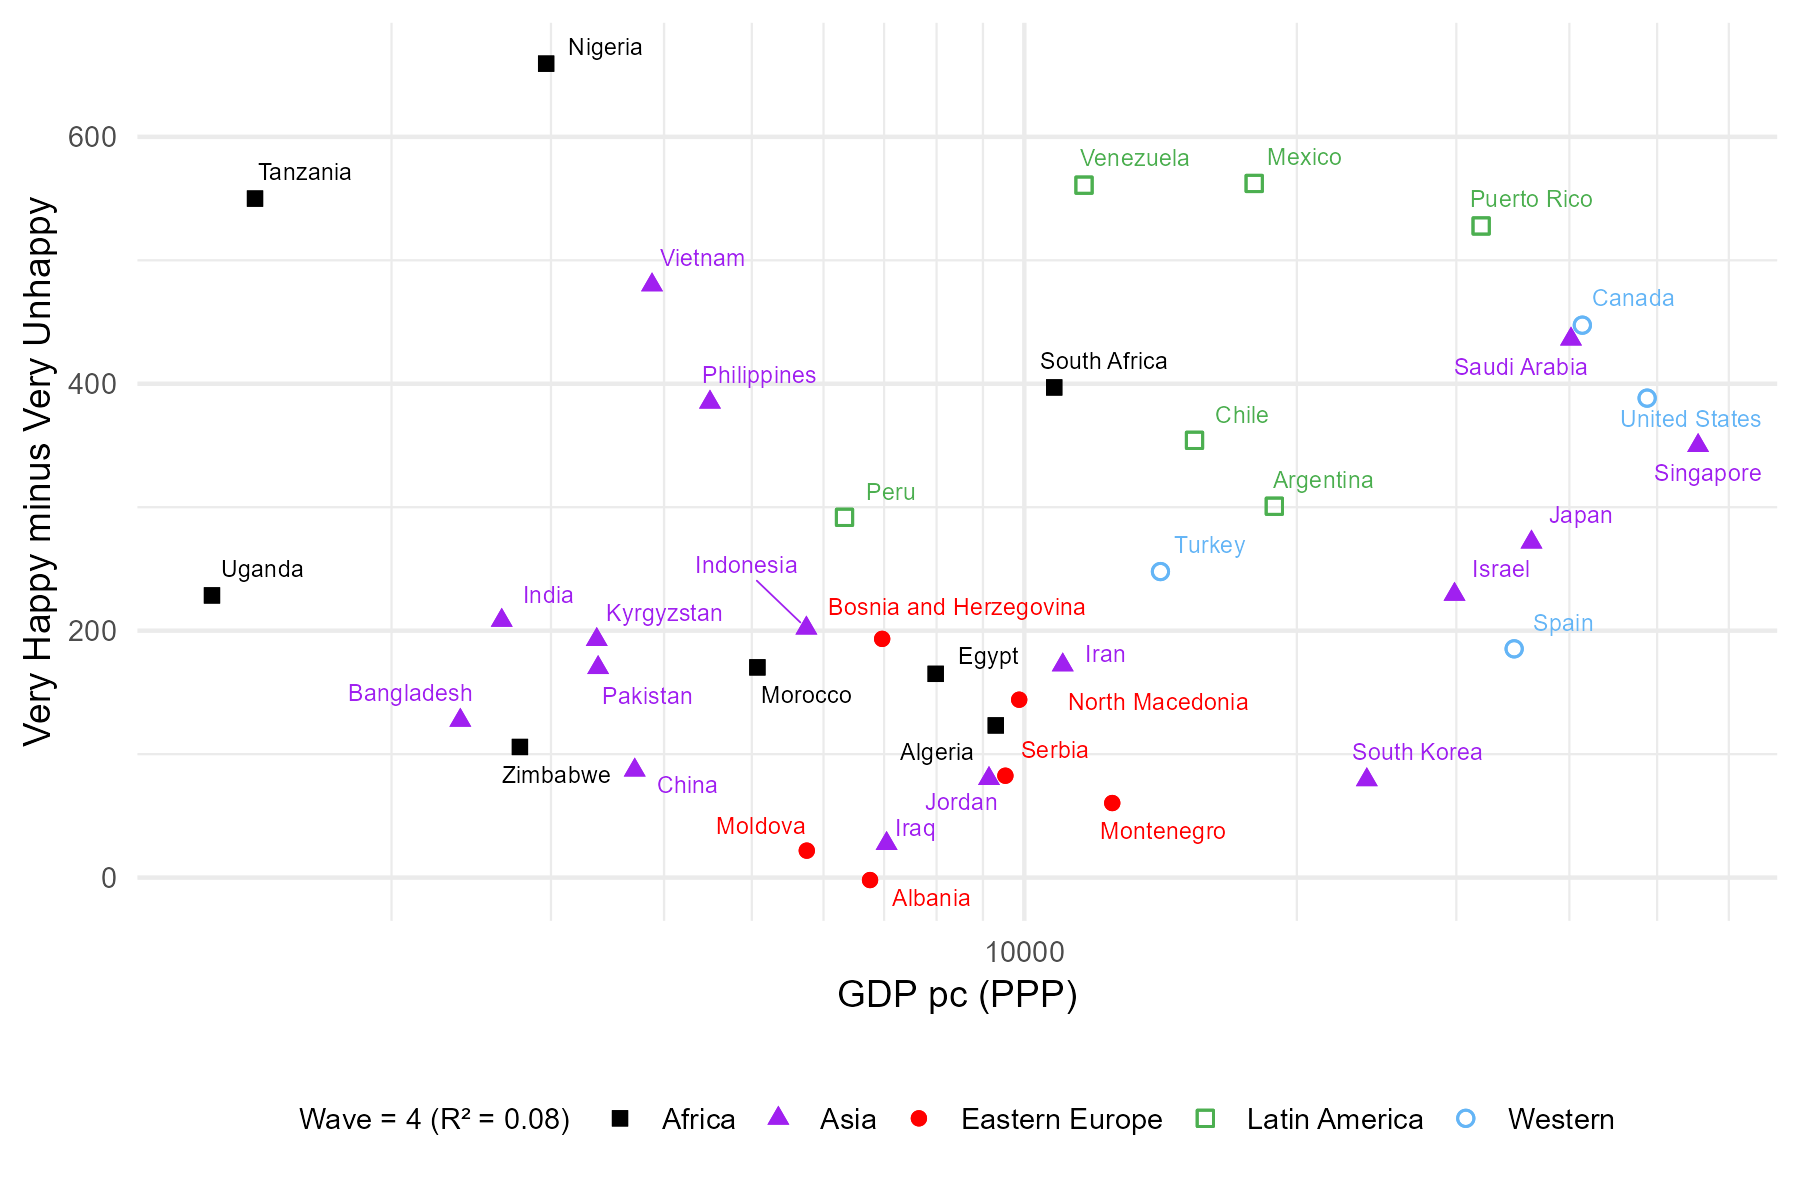 Nigeria
600
Venezuela
Mexico
Tanzania
Puerto Rico
Vietnam
Canada
South Africa
Saudi Arabia
Philippines
400
Chile
United States
Singapore
Argentina
Peru
Japan
Turkey
Indonesia
Uganda
Israel
India
Bosnia and Herzegovina
Kyrgyzstan
Spain
200
Egypt
Iran
Bangladesh
Pakistan
Morocco
North Macedonia
Algeria
Serbia
South Korea
Zimbabwe
China
Jordan
Moldova
Iraq
Montenegro
0
Albania
Very Happy minus Very Unhappy
10000
GDP pc (PPP)
Wave = 4 (R² = 0.08) Africa Asia Eastern Europe Latin America Western